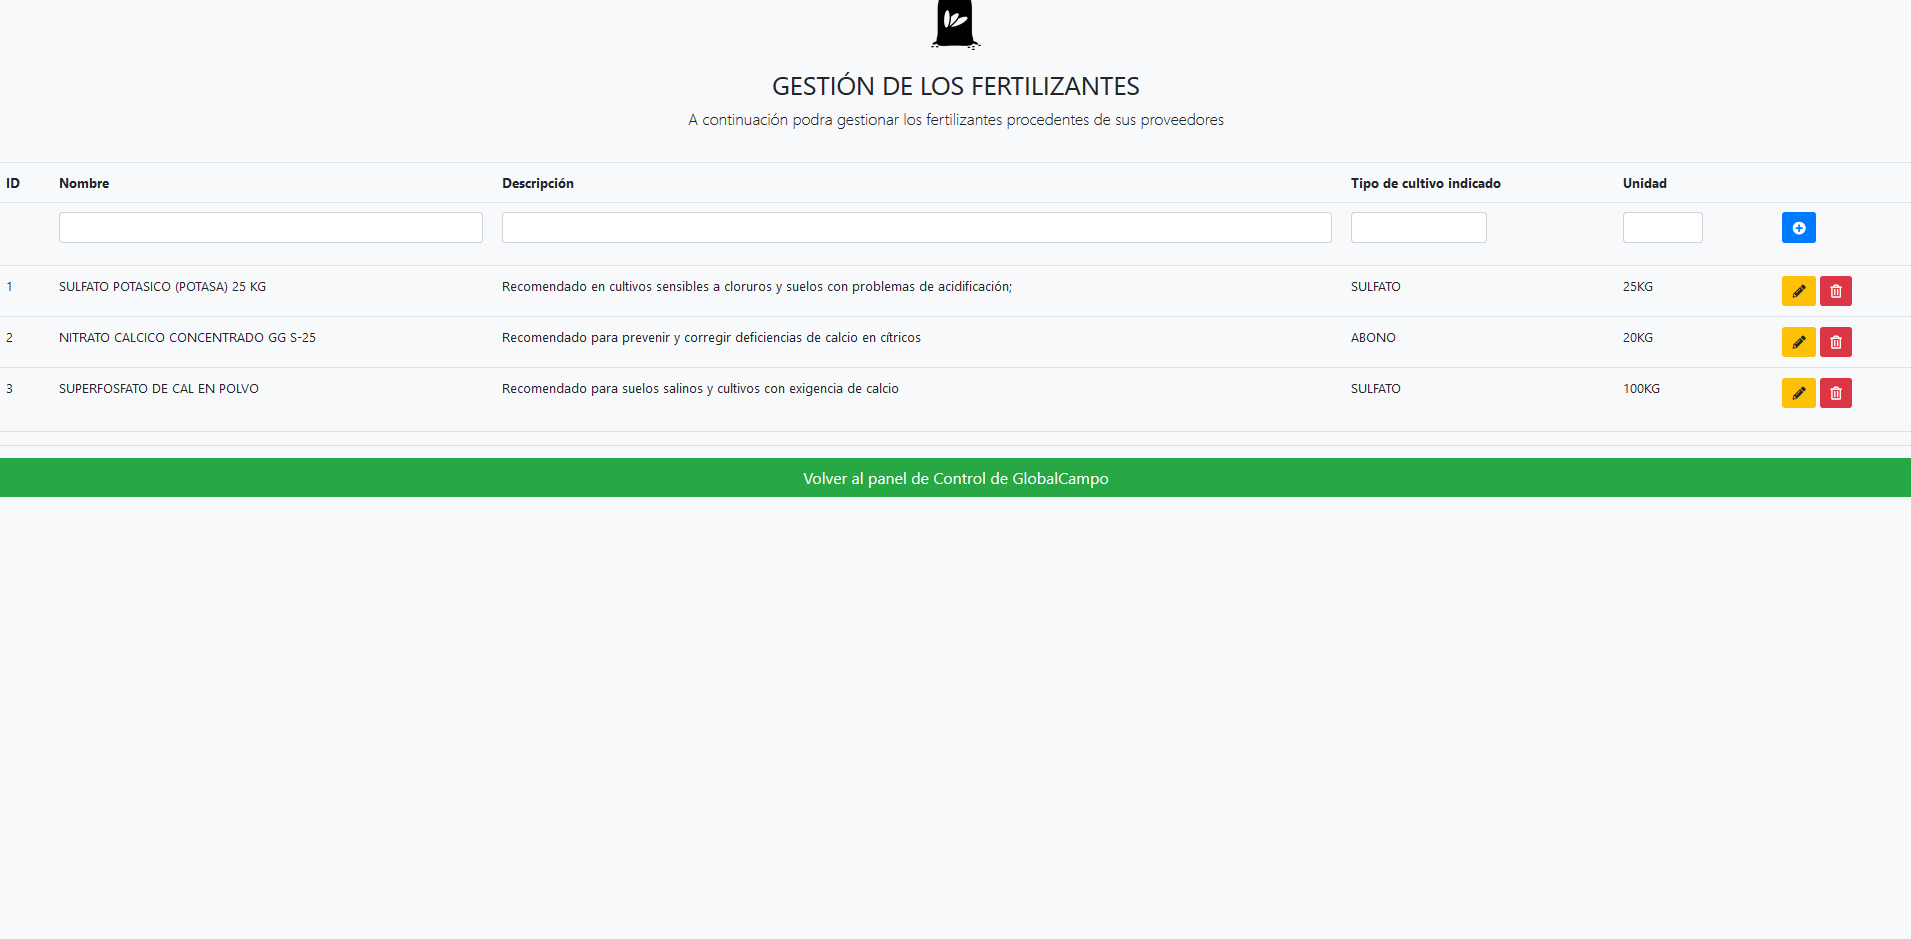 GESTIÓN DE LOS FERTILIZANTES
A continuación podra gestionar los fertilizantes procedentes de sus proveedores
ID Nombre Descripción Tipo de cultivo indicado Unidad
1 SULFATO POTASICO (POTASA) 25 KG Recomendado en cultivos sensibles a cloruros y suelos con problemas de acidificación; SULFATO 25KG
2 NITRATO CALCICO CONCENTRADO GG S-25 Recomendado para prevenir y corregir deficiencias de calcio en cítricos ABONO 20KG
3 SUPERFOSFATO DE CAL EN POLVO Recomendado para suelos salinos y cultivos con exigencia de calcio SULFATO 100KG
Volver al panel de Control de GlobalCampo